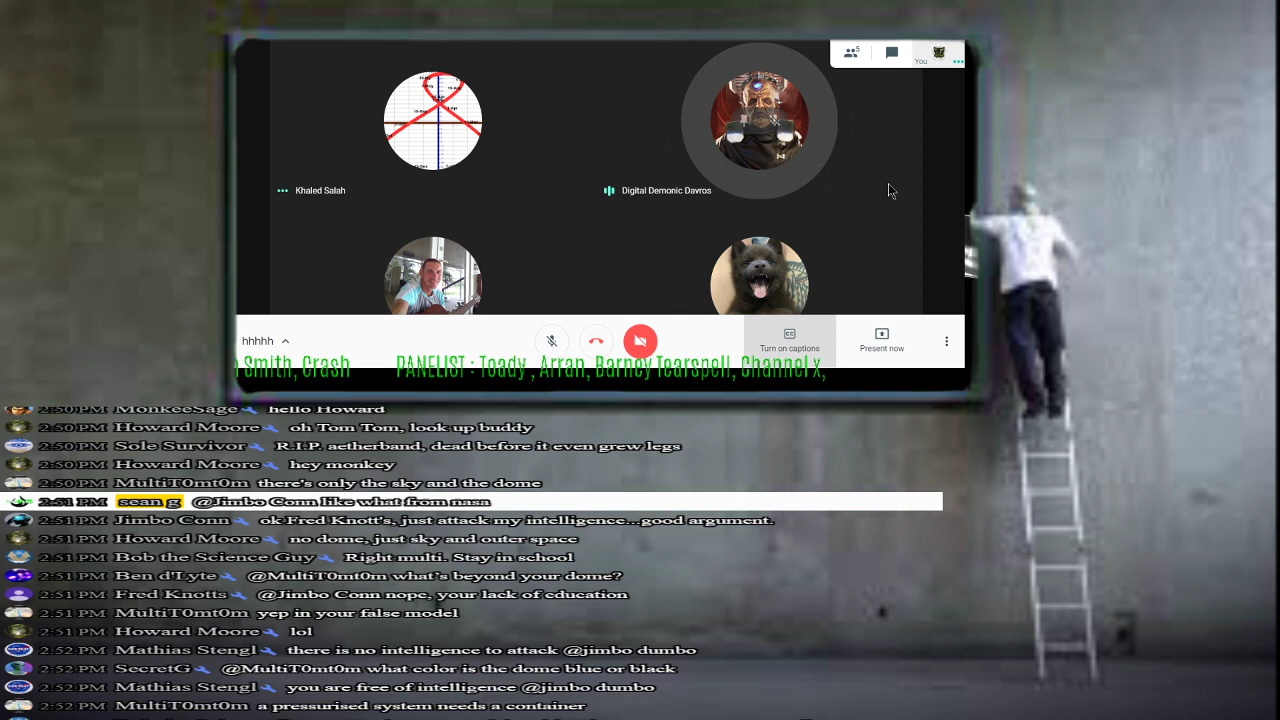 5
You
Khaled Salah
Digital Demonic Davros
hhhhh
Turn on captions
Present now
Smith, Crash PANELIST : Toady , Arran, Barney Tearspell, Channel x,
2:50 PM MonkeeSage hello Howard
2:50 PM Howard Moore oh Tom Tom, look up buddy
2:50 PM Sole Survivor R.I.P. aetherband, dead before it even grew legs
2:50 PM Howard Moore hey monkey
2:50 PM MultiT0mt0m there's only the sky and the dome
2:51 PM sean g @Jimbo Conn like what from nasa
2:51 PM Jimbo Conn ok Fred Knott's, just attack my intelligence...good argument.
2:51 PM Howard Moore no dome, just sky and outer space
2:51 PM Bob the Science Guy Right multi. Stay in school
2:51 PM Ben d'Lyte @MultiT0mt0m what's beyond your dome?
2:51 PM Fred Knotts @Jimbo Conn nope, your lack of education
2:51 PM MultiT0mt0m yep in your false model
2:51 PM Howard Moore lol
2:52 PM Mathias Stengl there is no intelligence to attack @jimbo dumbo
2:52 PM SecretG @MultiT0mt0m what color is the dome blue or black
2:52 PM Mathias Stengl you are free of intelligence @jimbo dumbo
2:52 PM MultiT0mt0m a pressurised system needs a container